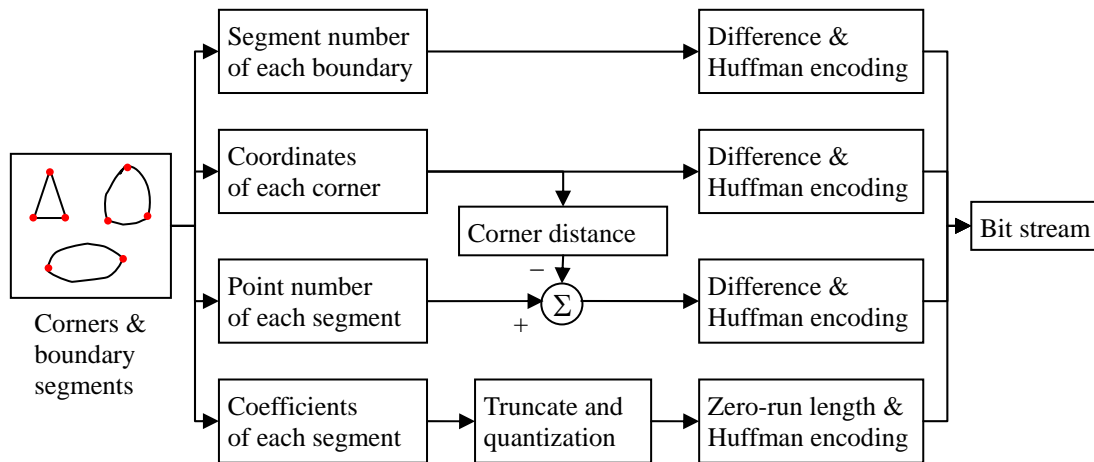 Segment number
of each boundary
Difference &
Huffman encoding
Coordinates
of each corner
Difference &
Huffman encoding
Corner distance
Bit stream
−
Point number
of each segment
+
Σ
Difference &
Huffman encoding
Corners &
boundary
segments
Coefficients
of each segment
Truncate and
quantization
Zero-run length &
Huffman encoding